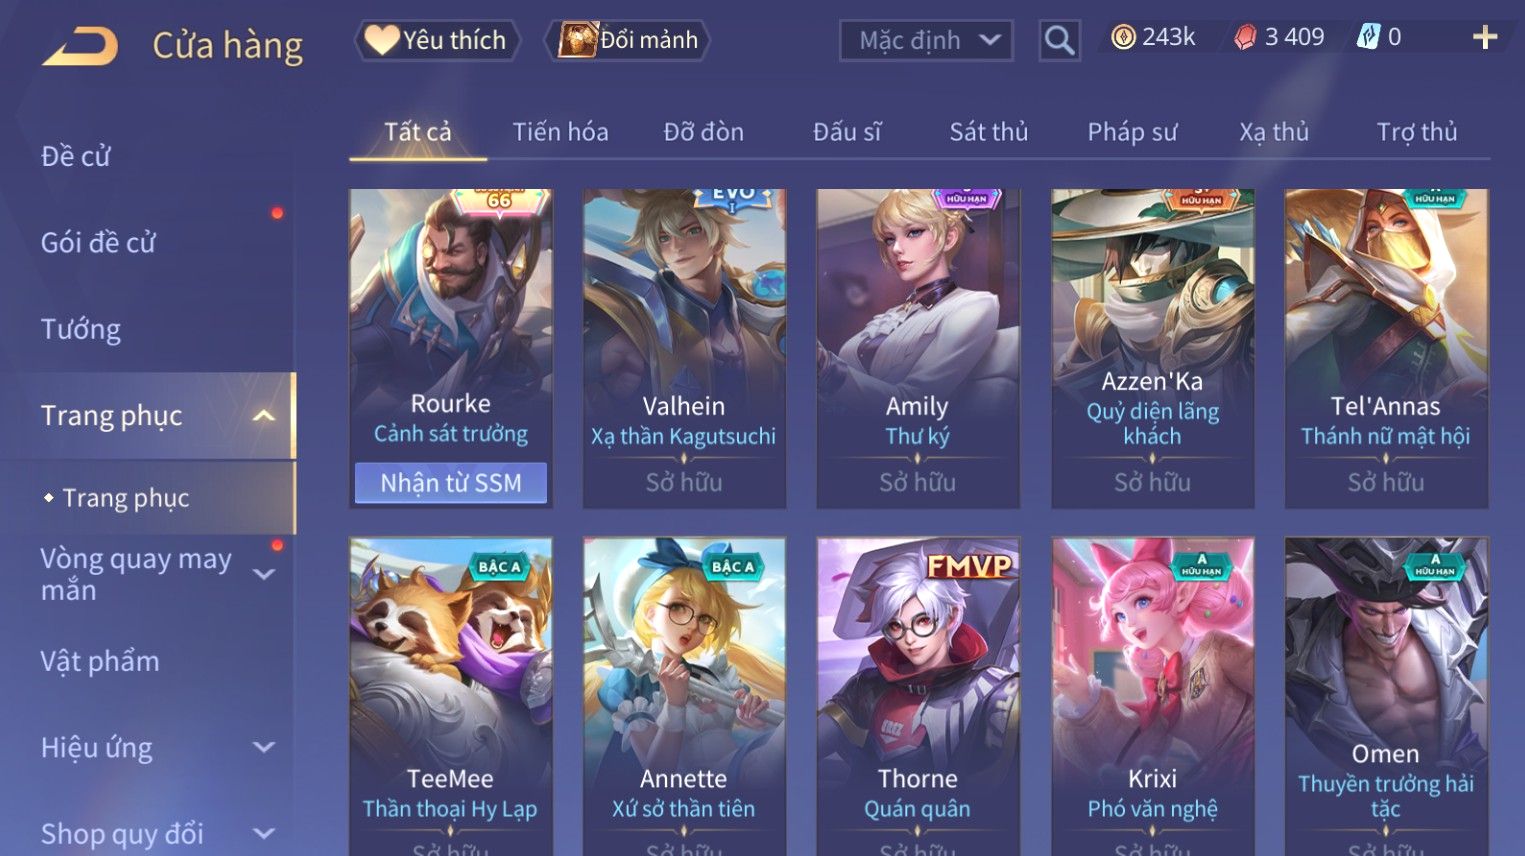 Cửa hàng
Yêu thích
Đổi mảnh
Mặc định
243k
3 409
0
Tất cả
Tiến hóa
Đỡ đòn
Đấu sĩ
Sát thủ
Pháp sư
Xạ thủ
Trợ thủ
Đề cử
Gói đề cử
Tướng
Trang phục
Trang phục
Vòng quay may
mắn
Vật phẩm
Hiệu ứng
Shop quy đổi
66
Rourke
Cảnh sát trưởng
Nhận từ SSM
EVO
I
Valhein
Xạ thần Kagutsuchi
Sở hữu
HỮU HẠN
Amily
Thư ký
Sở hữu
HỮU HẠN
Azzen'Ka
Quỷ diện lãng
khách
Sở hữu
HỮU HẠN
Tel'Annas
Thánh nữ mật hội
Sở hữu
BẬC A
TeeMee
Thần thoại Hy Lạp
Sở hữu
BẬC A
Annette
Xứ sở thần tiên
Sở hữu
FMVP
Thorne
Quán quân
Sở hữu
A
HỮU HẠN
Krixi
Phó văn nghệ
Sở hữu
A
HỮU HẠN
Omen
Thuyền trưởng hải
tặc
Sở hữu